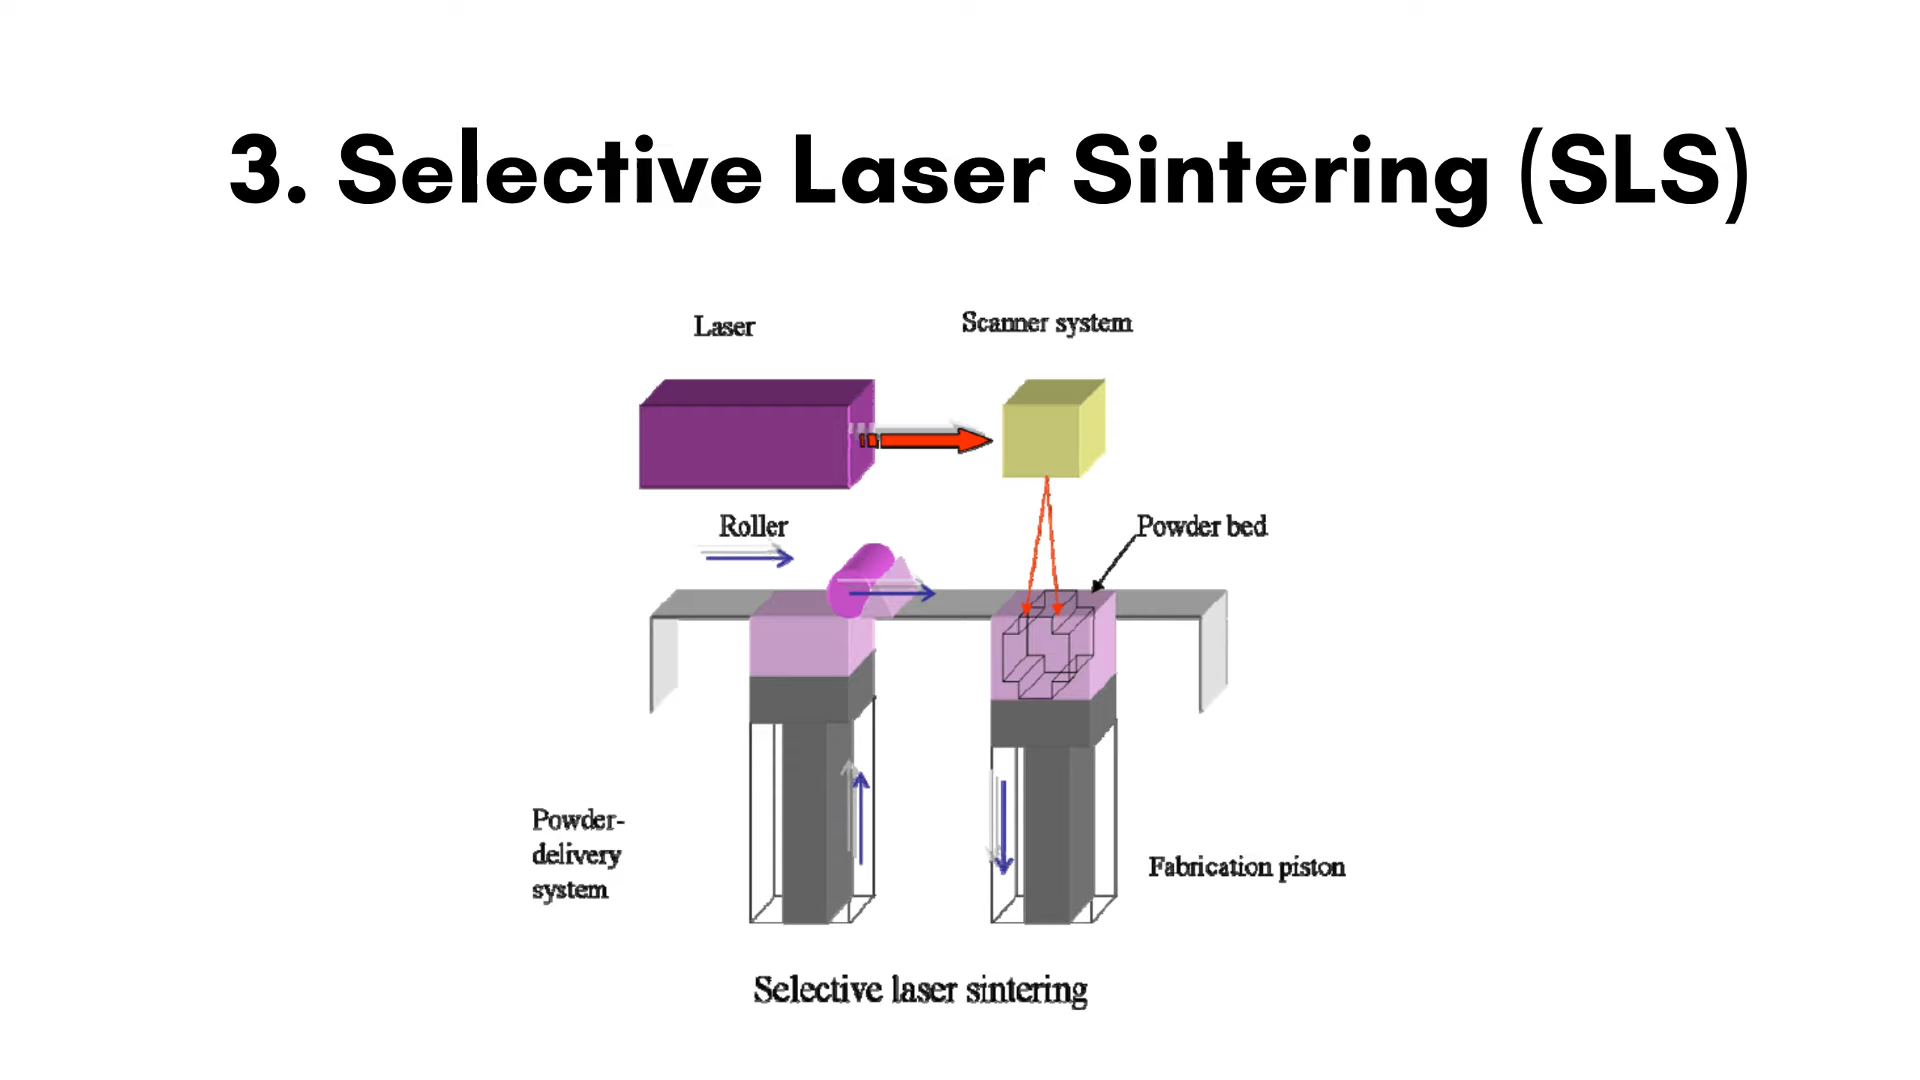 3. Selective Laser Sintering (SLS)
Laser
Scanner system
Roller
Powder bed
Powder-
delivery
system
Fabrication piston
Selective laser sintering